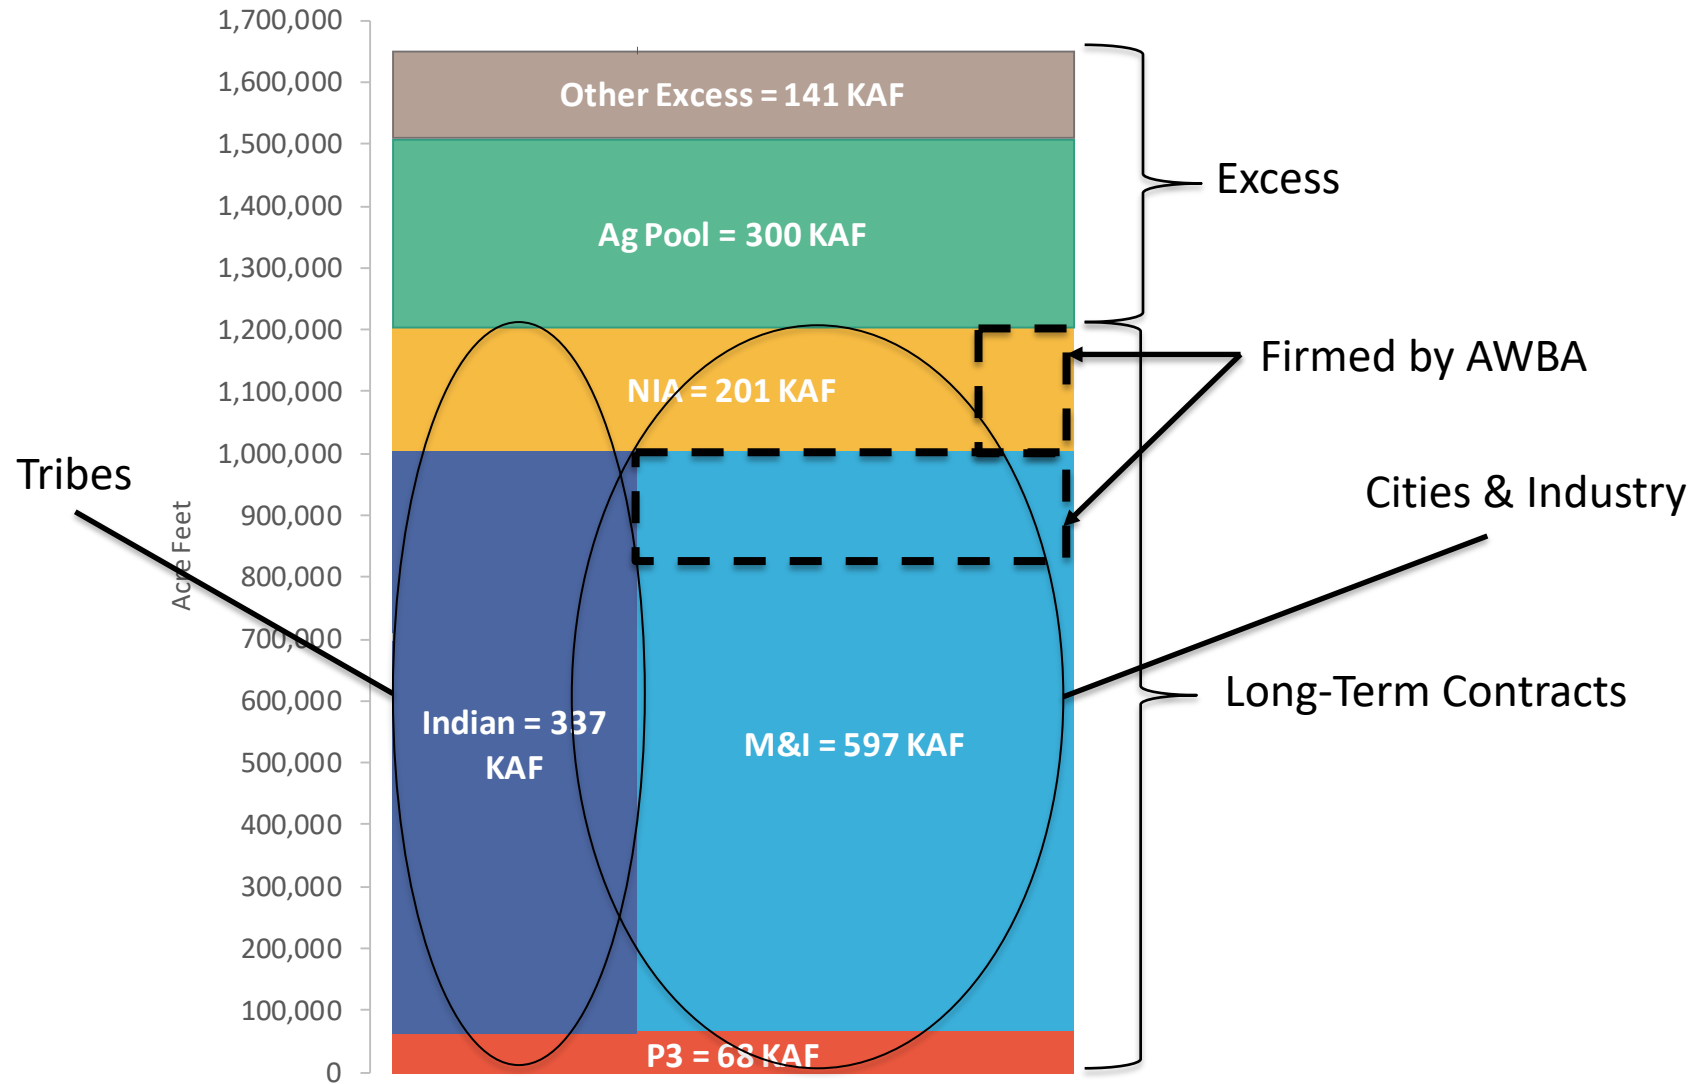 1,700,000
1,600,000
1,500,000
1,400,000
1,300,000
1,200,000
1,100,000
1,000,000
900,000
800,000
700,000
600,000
500,000
400,000
300,000
200,000
100,000
0
Acre Feet
Other Excess = 141 KAF
Ag Pool = 300 KAF
NIA = 201 KAF
Indian = 337
KAF
M&I = 597 KAF
P3 = 68 KAF
Tribes
Excess
Firmed by AWBA
Cities & Industry
Long-Term Contracts